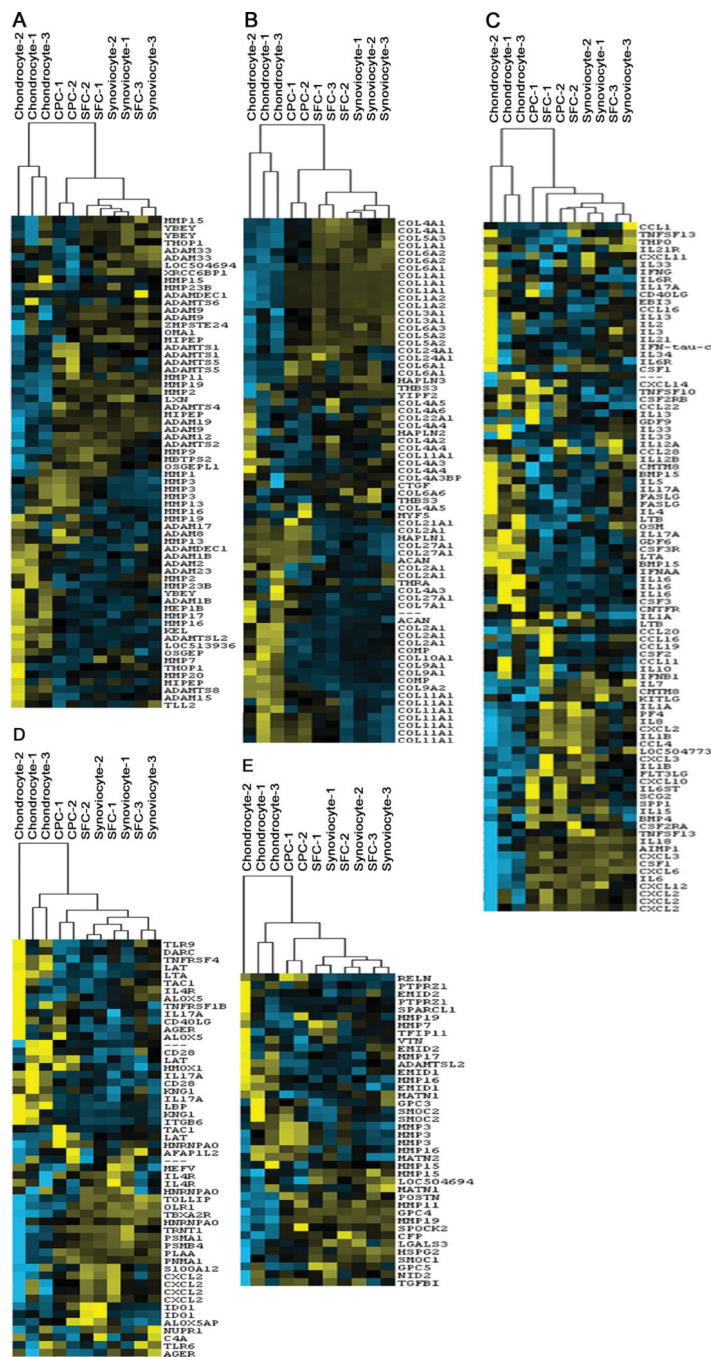 A
Chondrocyte-2
Chondrocyte-1
Chondrocyte-3
CPC-1
CPC-2
SFC-2
SFC-1
Synoviocyte-2
Synoviocyte-1
SFC-3
Synoviocyte-3
MMP15
YBEY
YBEY
THOP1
ADAM33
ADAM33
LOC504694
XRCC6BP1
MMP15
MMP23B
ADAMDEC1
ADAMTS6
ADAM9
ADAM9
ZMPSTE24
OMA1
MIPEP
ADAMTS1
ADAMTS1
ADAMTS5
ADAMTS5
MMP11
MMP19
MMP2
LXN
ADAMTS4
MIPEP
ADAM19
ADAM9
ADAM12
ADAMTS2
MMP9
MBTPS2
OSGEPL1
MMP1
MMP3
MMP3
MMP3
MMP13
MMP16
MMP19
ADAM17
ADAM8
MMP13
ADAMDEC1
ADAM1B
ADAM2
ADAM23
MMP2
MMP23B
YBEY
ADAM1B
MEP1B
MMP17
MMP16
KEL
ADAMTSL2
LOC513936
OSGEP
MMP7
THOP1
MMP20
MIPEP
ADAMTS8
ADAM15
TLL2
B
Chondrocyte-2
Chondrocyte-1
Chondrocyte-3
CPC-1
CPC-2
SFC-1
SFC-3
SFC-2
Synoviocyte-1
Synoviocyte-2
Synoviocyte-3
COL4A1
COL4A1
COL5A3
COL1A1
COL6A2
COL6A2
COL6A1
COL1A1
COL1A1
COL1A1
COL1A2
COL1A2
COL3A1
COL3A1
COL6A3
COL5A2
COL5A2
COL24A1
COL24A1
COL6A1
COL6A1
HAPLN3
THBS3
YIPF2
COL4A5
COL4A6
COL22A1
COL4A4
HAPLN2
COL4A2
COL4A4
COL11A1
COL4A3
COL4A4
COL4A3BP
CTGF
COL6A6
THBS3
COL4A5
MYF5
COL21A1
COL2A1
HAPLN1
COL27A1
COL27A1
ACAN
COL2A1
COL2A1
TMRA
COL4A3
COL27A1
COL7A1
---
ACAN
COL2A1
COL2A1
COL2A1
COMP
COL10A1
COL9A1
COL9A1
COMP
COL9A2
COL11A1
COL11A1
COL11A1
COL11A1
COL11A1
COL11A1
C
Chondrocyte-2
Chondrocyte-1
Chondrocyte-3
CPC-1
SFC-1
CPC-2
SFC-2
Synoviocyte-2
Synoviocyte-1
SFC-3
Synoviocyte-3
CCL1
TNFSF13
TMPO
IL21R
CXCL11
IL33
IFNG
IL6R
IL17A
CD40LG
EBI3
CCL16
IL13
IL2
IL3
IL21
IFN-tau-c
IL34
IL6R
CSF1
---
CXCL14
TNFSF10
CSF2RB
CCL22
IL13
GDF9
IL33
IL33
IL12A
CCL28
IL12B
CMTM8
BMP15
IL5
IL17A
FASLG
FASLG
IL4
LTB
OSM
IL17A
GDF6
CSF3R
LTA
BMP15
IFNAA
IL16
IL16
IL16
CSF3
CNTFR
IL1A
LTB
CCL20
CCL16
CCL19
CSF2
CCL11
IL10
IFNB1
IL7
CMTM8
KITLG
IL1A
PF4
IL8
CXCL2
IL1B
CCL4
LOC504773
CXCL3
IL1B
FLT3LG
CXCL10
IL6ST
SCG2
SPP1
IL15
BMP4
CSF2RA
TNFSF13
IL18
AIMP1
CXCL3
CSF1
CXCL6
IL6
CXCL12
CXCL2
CXCL2
CXCL2
D
Chondrocyte-2
Chondrocyte-1
Chondrocyte-3
CPC-1
CPC-2
SFC-2
Synoviocyte-2
SFC-1
Synoviocyte-1
SFC-3
Synoviocyte-3
TLR9
DARC
TNFRSF4
LAT
LTA
TAC1
IL4R
ALOX5
TNFRSF1B
IL17A
CD40LG
AGER
ALOX5
---
CD28
LAT
HMOX1
IL17A
CD28
KNG1
IL17A
LBP
KNG1
ITGB6
TAC1
LAT
HNRNPA0
AFAP1L2
---
MEFV
IL4R
IL4R
HNRNPA0
TOLLIP
OLR1
TBXA2R
HNRNPA0
TRNT1
PSMA1
PSMB4
PLAA
PNMA1
S100A12
CXCL2
CXCL2
CXCL2
IDO1
IDO1
ALOX5AP
NUPR1
C4A
TLR6
AGER
E
Chondrocyte-2
Chondrocyte-1
Chondrocyte-3
CPC-1
CPC-2
SFC-1
Synoviocyte-1
SFC-2
Synoviocyte-2
SFC-3
Synoviocyte-3
RELN
PTPRZ1
EMID2
PTPRZ1
SPARCL1
MMP19
MMP7
TFIP11
VTN
EMID2
MMP17
ADAMTSL2
EMID1
MMP16
EMID1
MATN1
GPC3
SMOC2
SMOC2
MMP3
MMP3
MMP3
MMP16
MATN2
MMP15
MMP15
LOC504694
MATN1
POSTN
MMP11
GPC4
MMP19
SPOCK2
CFP
LGALS3
HSPG2
SMOC1
GPC5
NID2
TGFBI